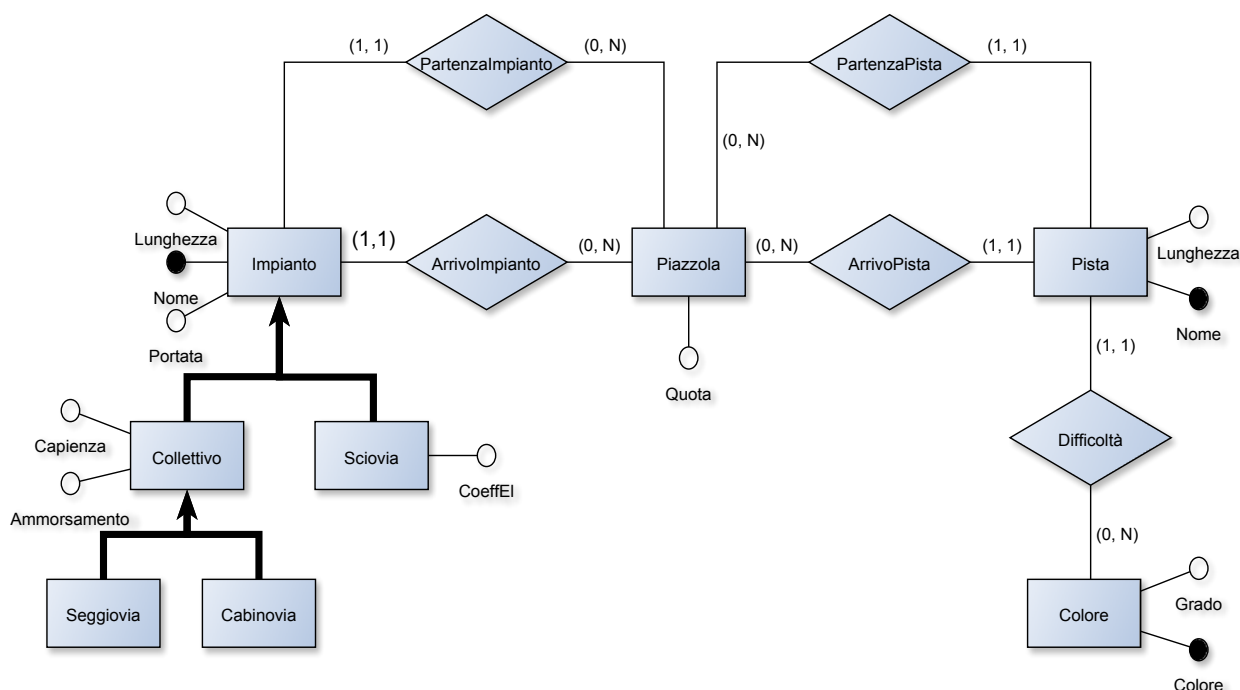 (1, 1)
PartenzaImpianto
(0, N)
PartenzaPista
(1, 1)
(0, N)
Lunghezza
Impianto
(1,1)
ArrivoImpianto
(0, N)
Piazzola
(0, N)
ArrivoPista
(1, 1)
Pista
Lunghezza
Nome
Nome
Portata
(1, 1)
Quota
Capienza
Collettivo
Sciovia
CoeffEl
Difficoltà
Ammorsamento
(0, N)
Seggiovia
Cabinovia
Colore
Grado
Colore